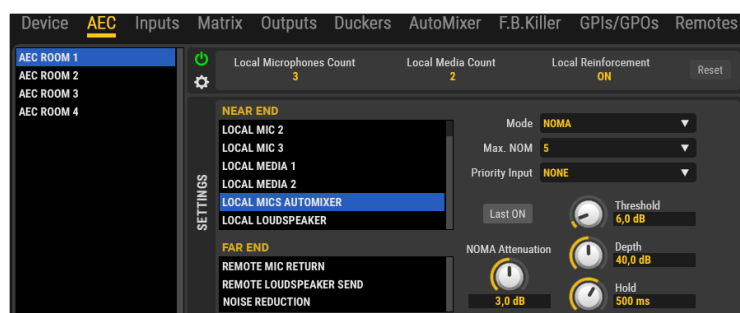 Device AEC Inputs Matrix Outputs Duckers AutoMixer F.B.Killer GPIs/GPOs Remotes
AEC ROOM 1
AEC ROOM 2
AEC ROOM 3
AEC ROOM 4
Local Microphones Count Local Media Count Local Reinforcement
3 2 ON
Reset
SETTINGS
NEAR END
LOCAL MIC 2
LOCAL MIC 3
LOCAL MEDIA 1
LOCAL MEDIA 2
LOCAL MICS AUTOMIXER
LOCAL LOUDSPEAKER
FAR END
REMOTE MIC RETURN
REMOTE LOUDSPEAKER SEND
NOISE REDUCTION
Mode NOMA
Max. NOM 5
Priority Input NONE
Last ON
Threshold
6,0 dB
NOMA Attenuation
3,0 dB
Depth
40,0 dB
Hold
500 ms